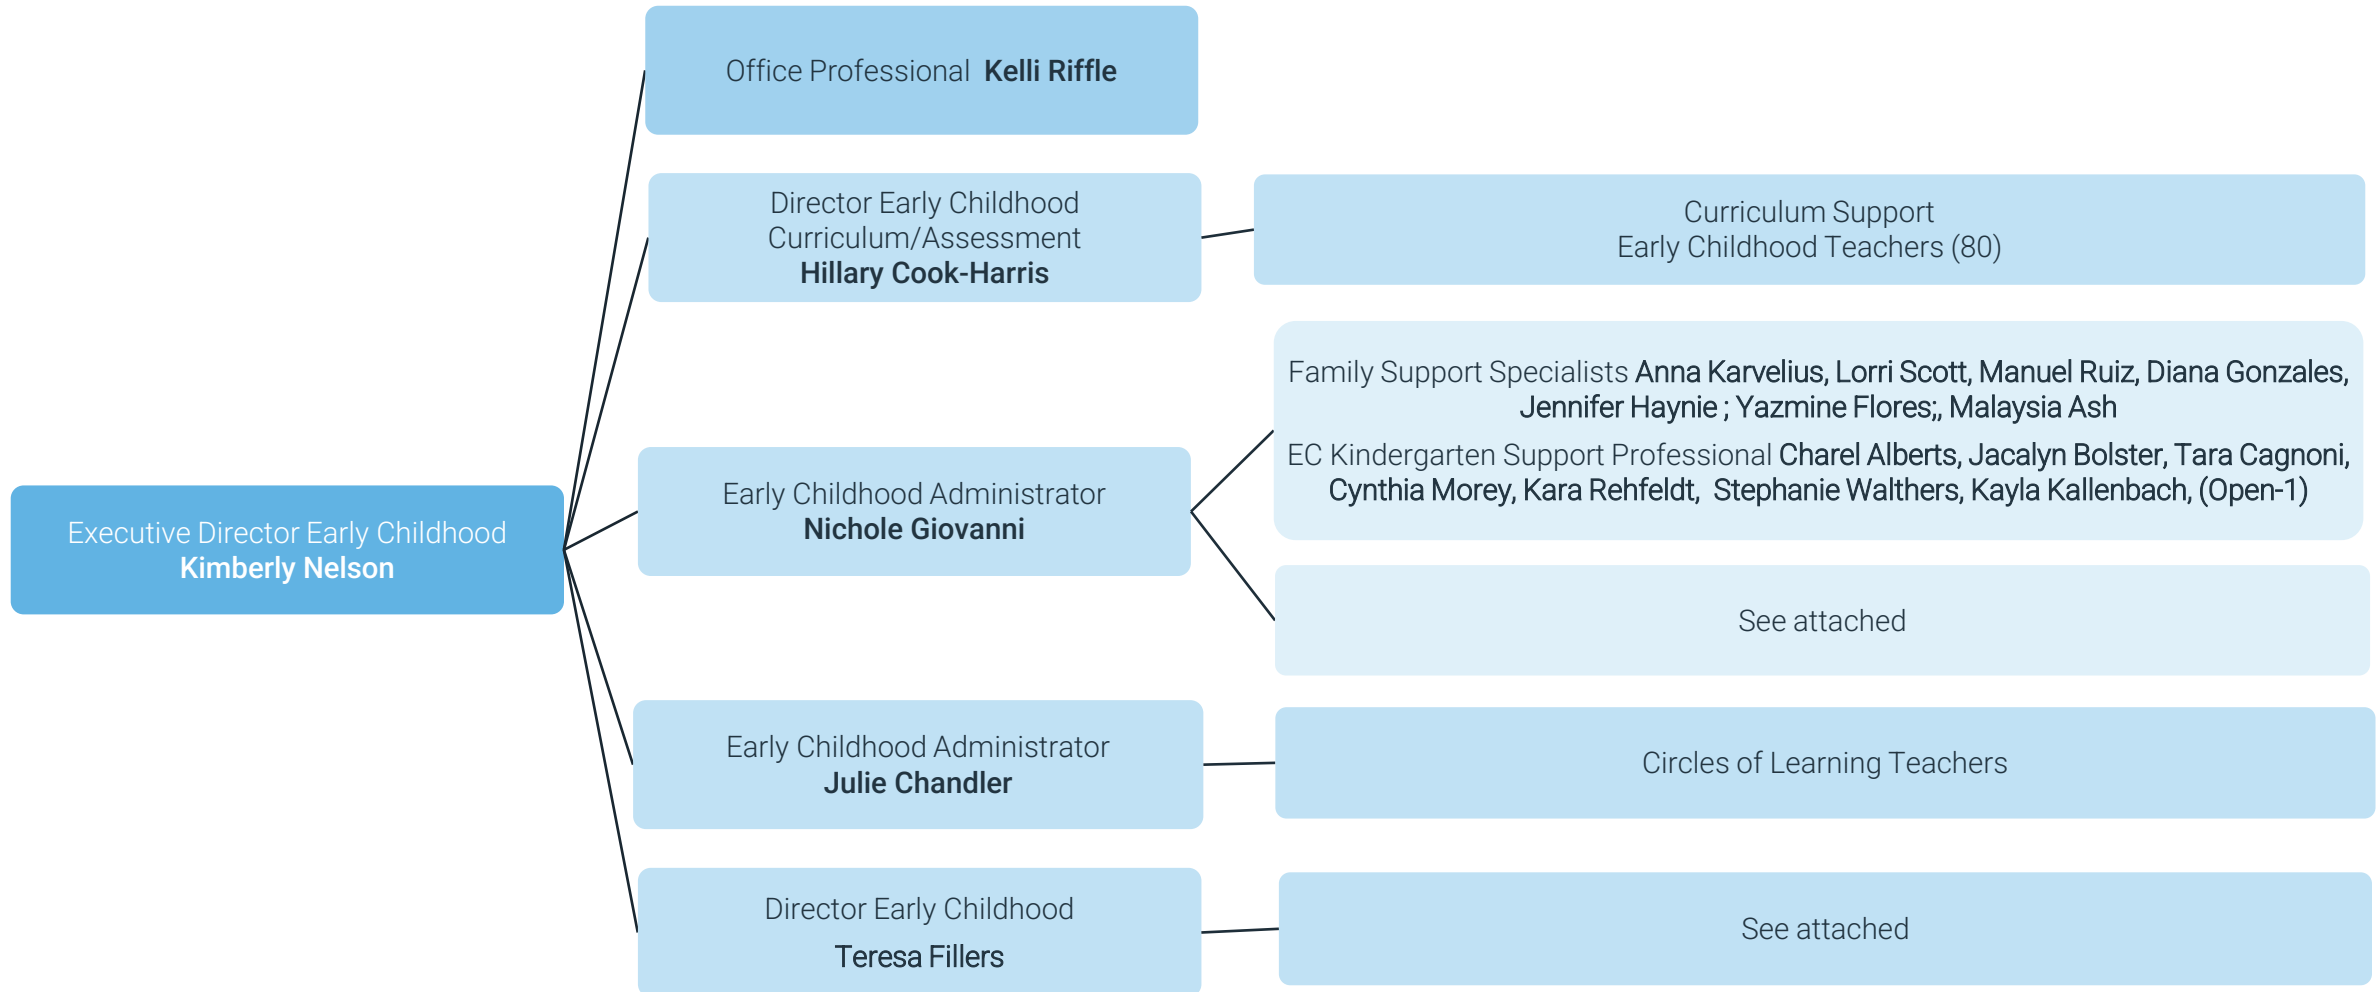 Office Professional Kelli Riffle
Director Early Childhood
Curriculum/Assessment
Hillary Cook-Harris
Curriculum Support
Early Childhood Teachers (80)
Executive Director Early Childhood
Kimberly Nelson
Early Childhood Administrator
Nichole Giovanni
Family Support Specialists Anna Karvelius, Lorri Scott, Manuel Ruiz, Diana Gonzales,
Jennifer Haynie ; Yazmine Flores;, Malaysia Ash
EC Kindergarten Support Professional Charel Alberts, Jacalyn Bolster, Tara Cagnoni,
Cynthia Morey, Kara Rehfeldt, Stephanie Walthers, Kayla Kallenbach, (Open-1)
See attached
Early Childhood Administrator
Julie Chandler
Circles of Learning Teachers
Director Early Childhood
Teresa Fillers
See attached